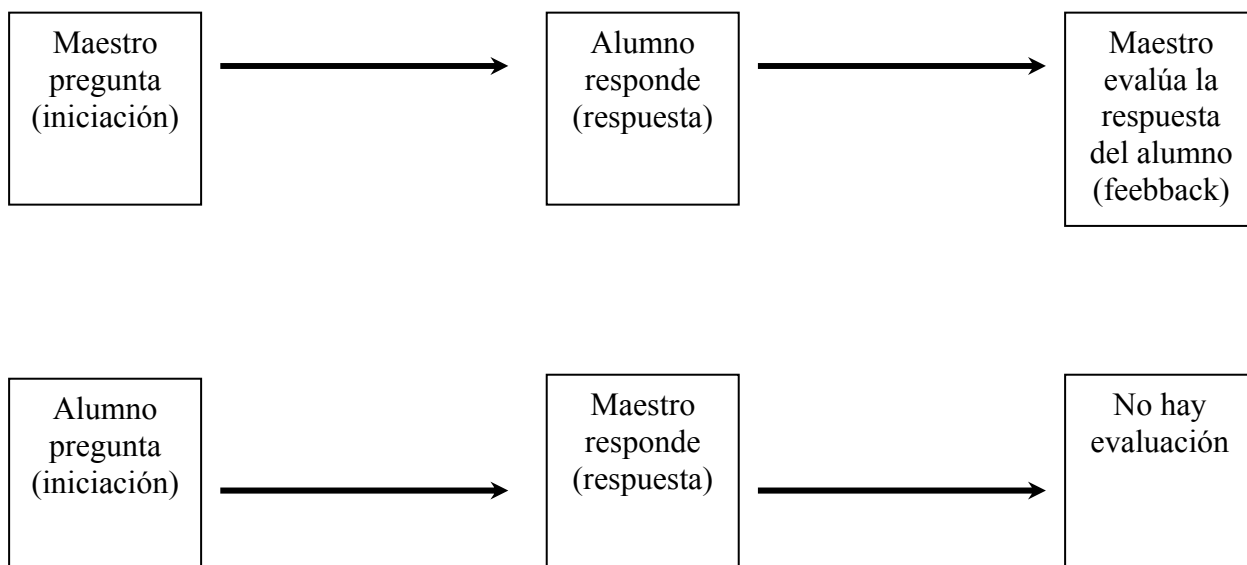 Maestro
pregunta
(iniciación)
Alumno
responde
(respuesta)
Maestro
evalúa la
respuesta
del alumno
(feebback)
Alumno
pregunta
(iniciación)
Maestro
responde
(respuesta)
No hay
evaluación